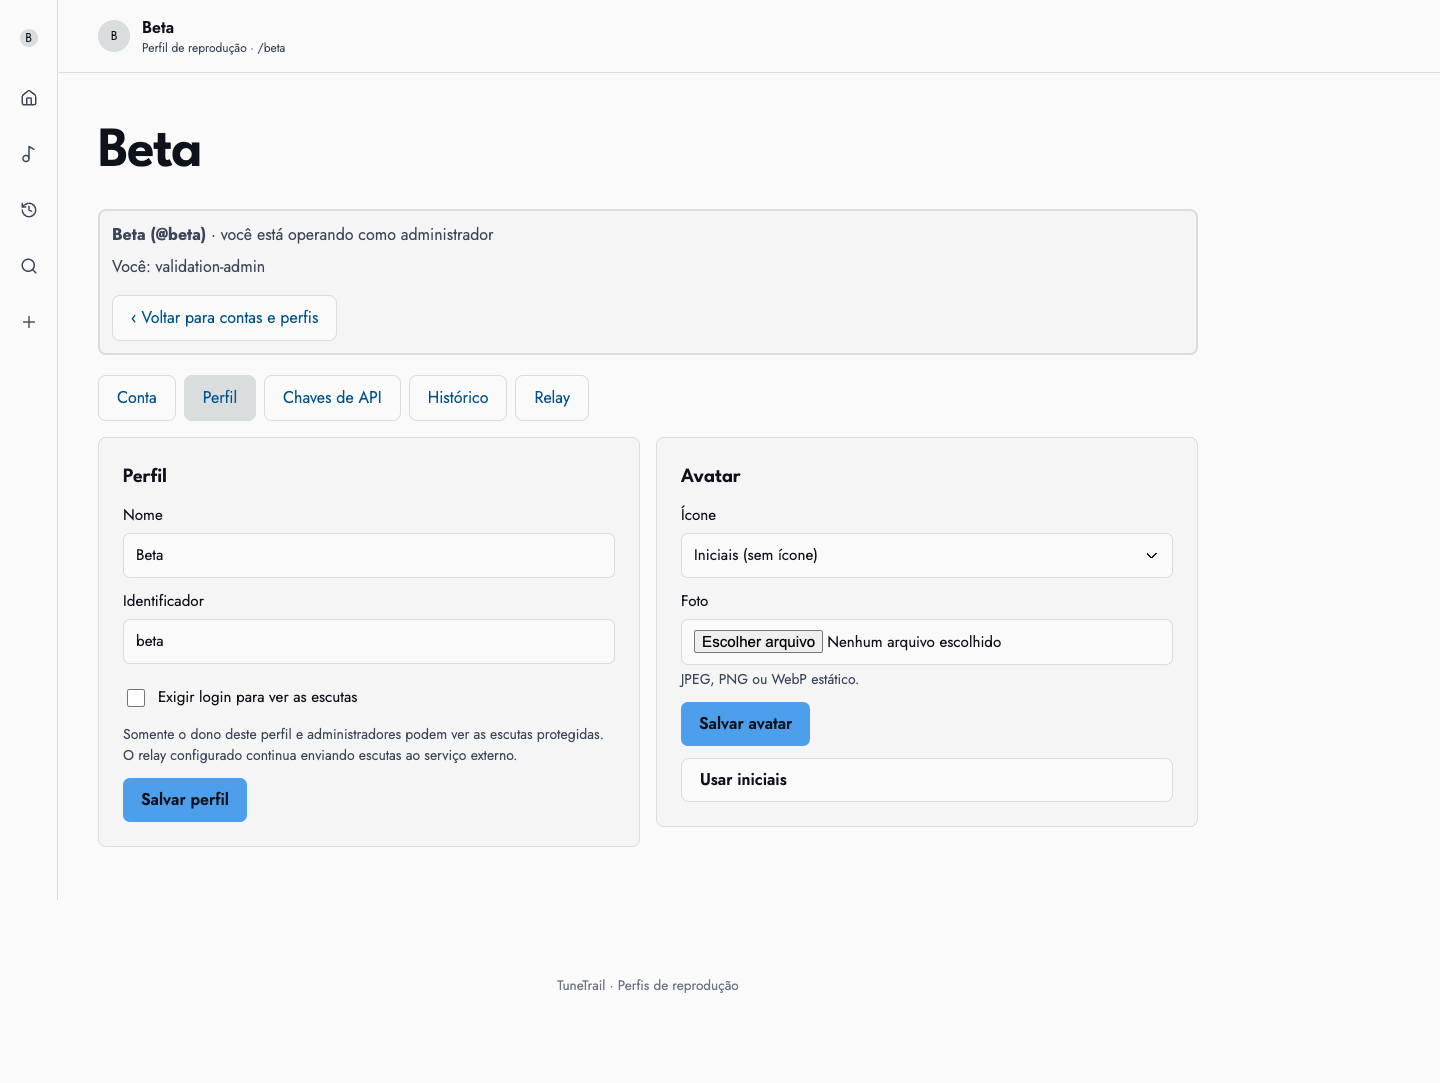 B
B
Beta
Perfil de reprodução · /beta
Beta
Beta (@beta) · você está operando como administrador
Você: validation-admin
‹ Voltar para contas e perfis
Conta
Perfil
Chaves de API
Histórico
Relay
Perfil
Nome
Beta
Identificador
beta
Exigir login para ver as escutas
Somente o dono deste perfil e administradores podem ver as escutas protegidas.
O relay configurado continua enviando escutas ao serviço externo.
Salvar perfil
Avatar
Ícone
Iniciais (sem ícone)
Foto
Escolher arquivo Nenhum arquivo escolhido
JPEG, PNG ou WebP estático.
Salvar avatar
Usar iniciais
TuneTrail · Perfis de reprodução